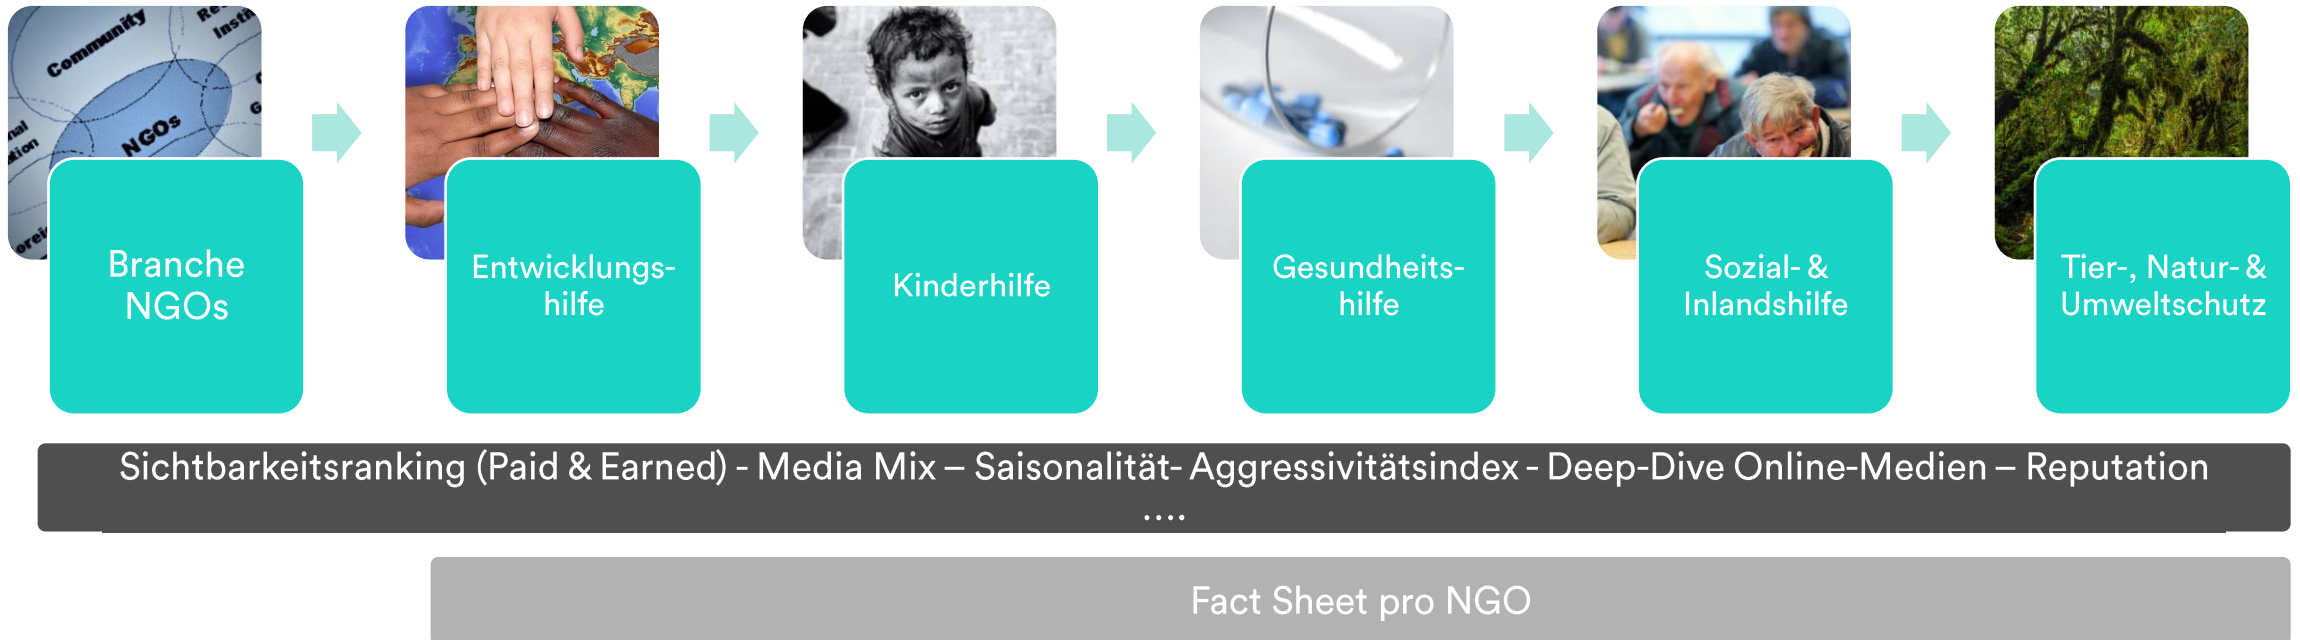 Community
NGOs
Branche
NGOs
Entwicklungs-
hilfe
Kinderhilfe
Gesundheits-
hilfe
Sozial- &
Inlandshilfe
Tier-, Natur- &
Umweltschutz
Sichtbarkeitsranking (Paid & Earned) - Media Mix – Saisonalität- Aggressivitätsindex - Deep-Dive Online-Medien – Reputation
....
Fact Sheet pro NGO